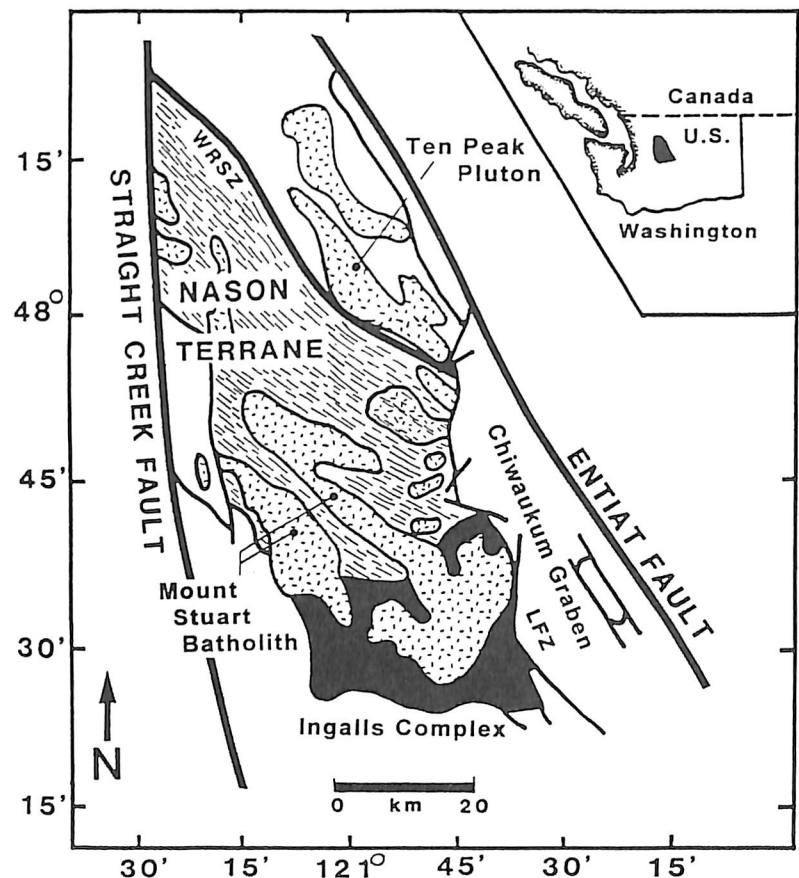 Canada
U.S.
Washington
Ten Peak
Pluton
WRSZ
STRAIGHT CREEK FAULT
NASON
TERRANE
ENTIAT FAULT
Chiwaukum Graben
LFZ
Mount
Stuart
Batholith
Ingalls Complex
N
0 km 20
15'
48°
45'
30'
15'
30' 15' 121° 45' 30' 15'